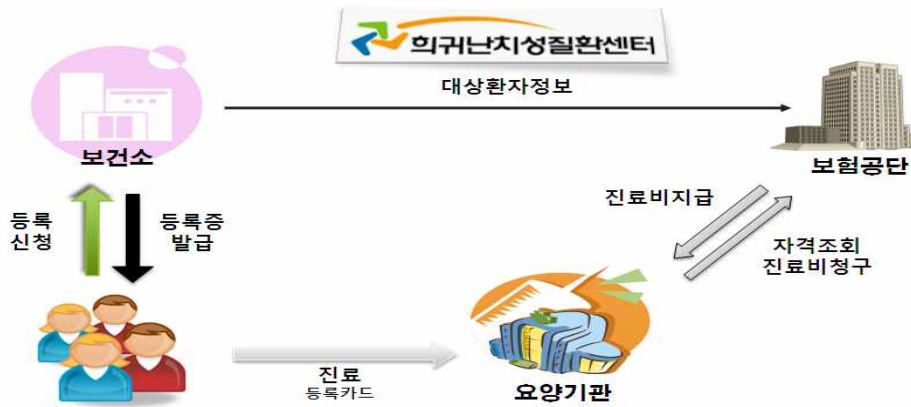 희귀난치성질환센터
대상환자정보
보건소
보험공단
등록
신청
등록증
발급
진료비지급
자격조회
진료비청구
진료
등록카드
요양기관